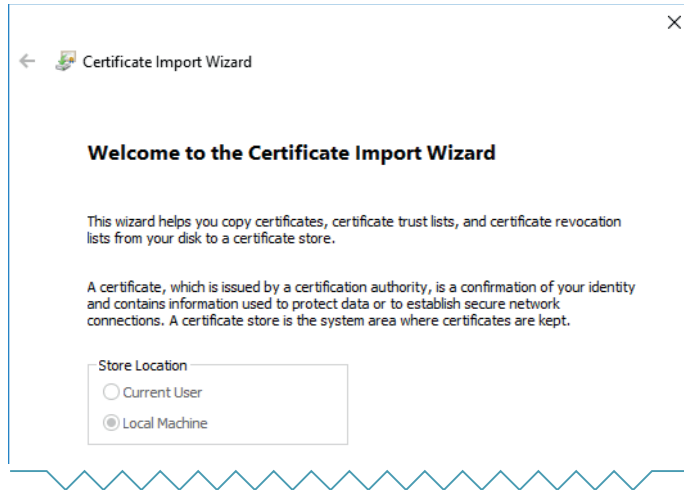 Certificate Import Wizard
Welcome to the Certificate Import Wizard
This wizard helps you copy certificates, certificate trust lists, and certificate revocation
lists from your disk to a certificate store.
A certificate, which is issued by a certification authority, is a confirmation of your identity
and contains information used to protect data or to establish secure network
connections. A certificate store is the system area where certificates are kept.
Store Location
Current User
Local Machine